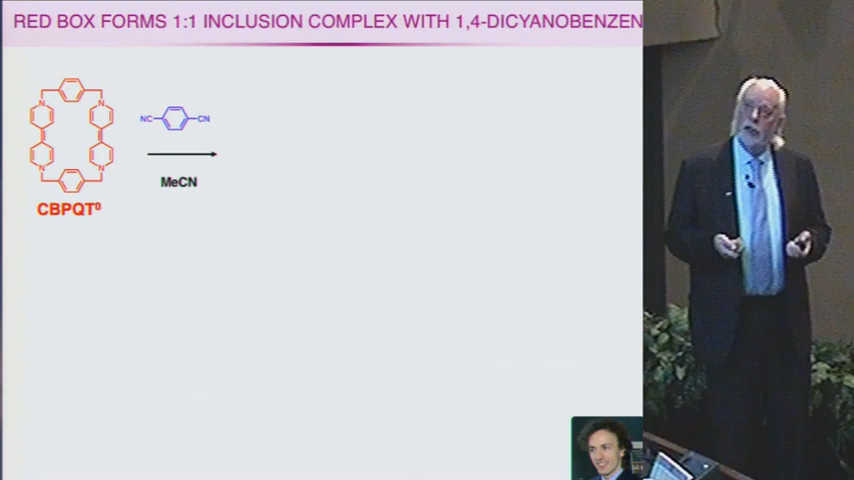 RED BOX FORMS 1:1 INCLUSION COMPLEX WITH 1,4-DICYANOBENZEN
N N
NC CN
N N
MeCN
CBPQT⁰